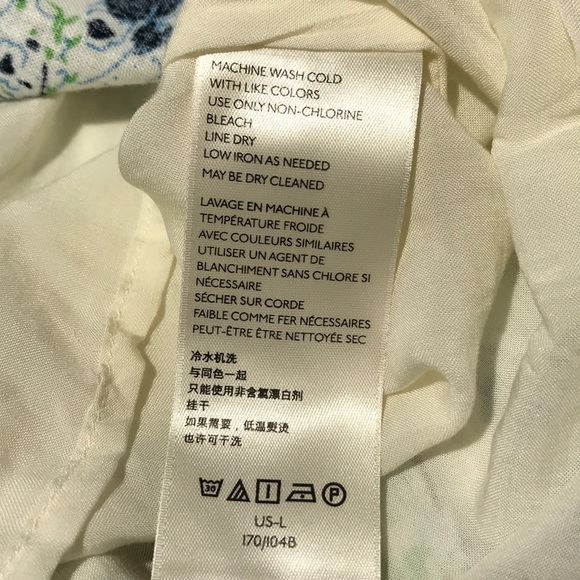 MACHINE WASH COLD
WITH LIKE COLORS
USE ONLY NON-CHLORINE
BLEACH
LINE DRY
LOW IRON AS NEEDED
MAY BE DRY CLEANED
LAVAGE EN MACHINE À
TEMPÉRATURE FROIDE
AVEC COULEURS SIMILAIRES
UTILISER UN AGENT DE
BLANCHIMENT SANS CHLORE SI
NÉCESSAIRE
SÉCHER SUR CORDE
FAIBLE COMME FER NÉCESSAIRES
PEUT-ÊTRE ÊTRE NETTOYÉE SEC
冷水机洗
与同色一起
只能使用非含氯漂白剂
挂干
如果需要，低温熨烫
也许可干洗
30 P
US-L
170/104B